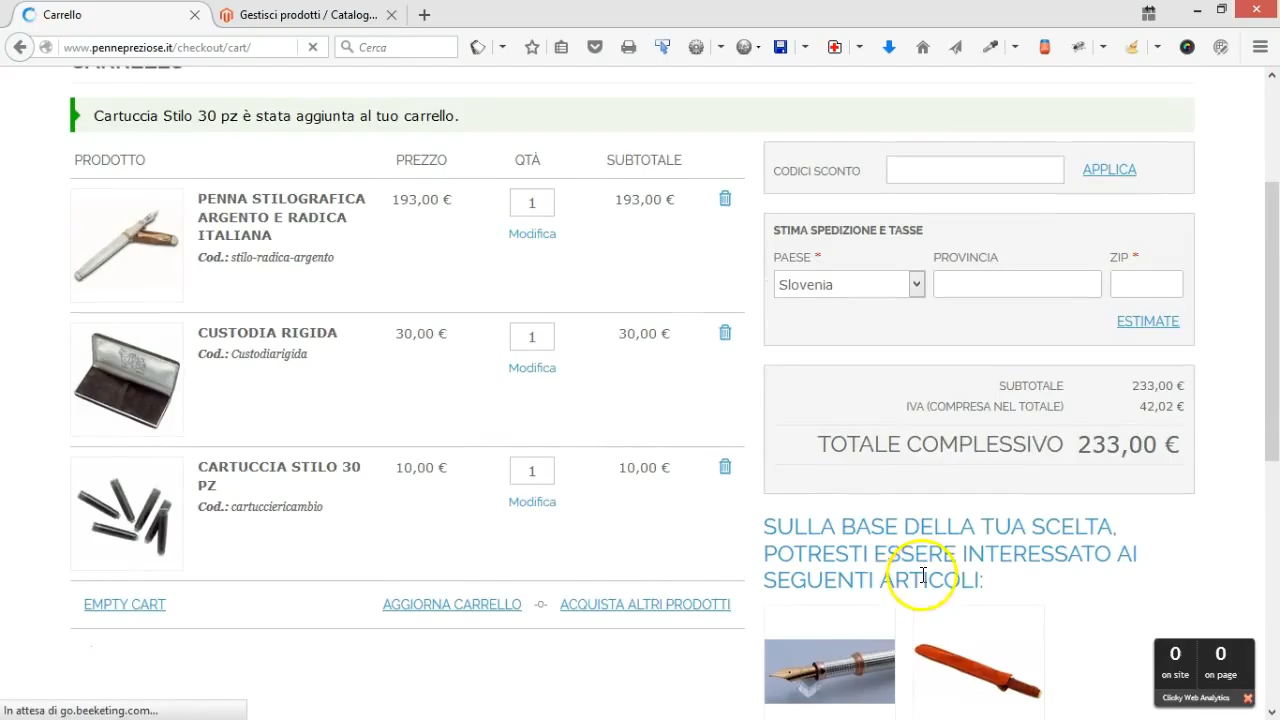 Carrello
Gestisci prodotti / Catalog...
www.pennepreziose.it/checkout/cart/
Cerca
CARRELLO
Cartuccia Stilo 30 pz è stata aggiunta al tuo carrello.
PRODOTTO PREZZO QTÀ SUBTOTALE
PENNA STILOGRAFICA
ARGENTO E RADICA
ITALIANA
Cod.: stilo-radica-argento
193,00 € 1 193,00 €
Modifica
CUSTODIA RIGIDA
Cod.: Custodiarigida
30,00 € 1 30,00 €
Modifica
CARTUCCIA STILO 30
PZ
Cod.: cartucciericambio
10,00 € 1 10,00 €
Modifica
EMPTY CART AGGIORNA CARRELLO -o- ACQUISTA ALTRI PRODOTTI
CODICI SCONTO APPLICA
STIMA SPEDIZIONE E TASSE
PAESE * PROVINCIA ZIP *
Slovenia
ESTIMATE
SUBTOTALE 233,00 €
IVA (COMPRESA NEL TOTALE) 42,02 €
TOTALE COMPLESSIVO 233,00 €
SULLA BASE DELLA TUA SCELTA,
POTRESTI ESSERE INTERESSATO AI
SEGUENTI ARTICOLI:
0 0
on site on page
Clicky Web Analytics
In attesa di go.beeketing.com...